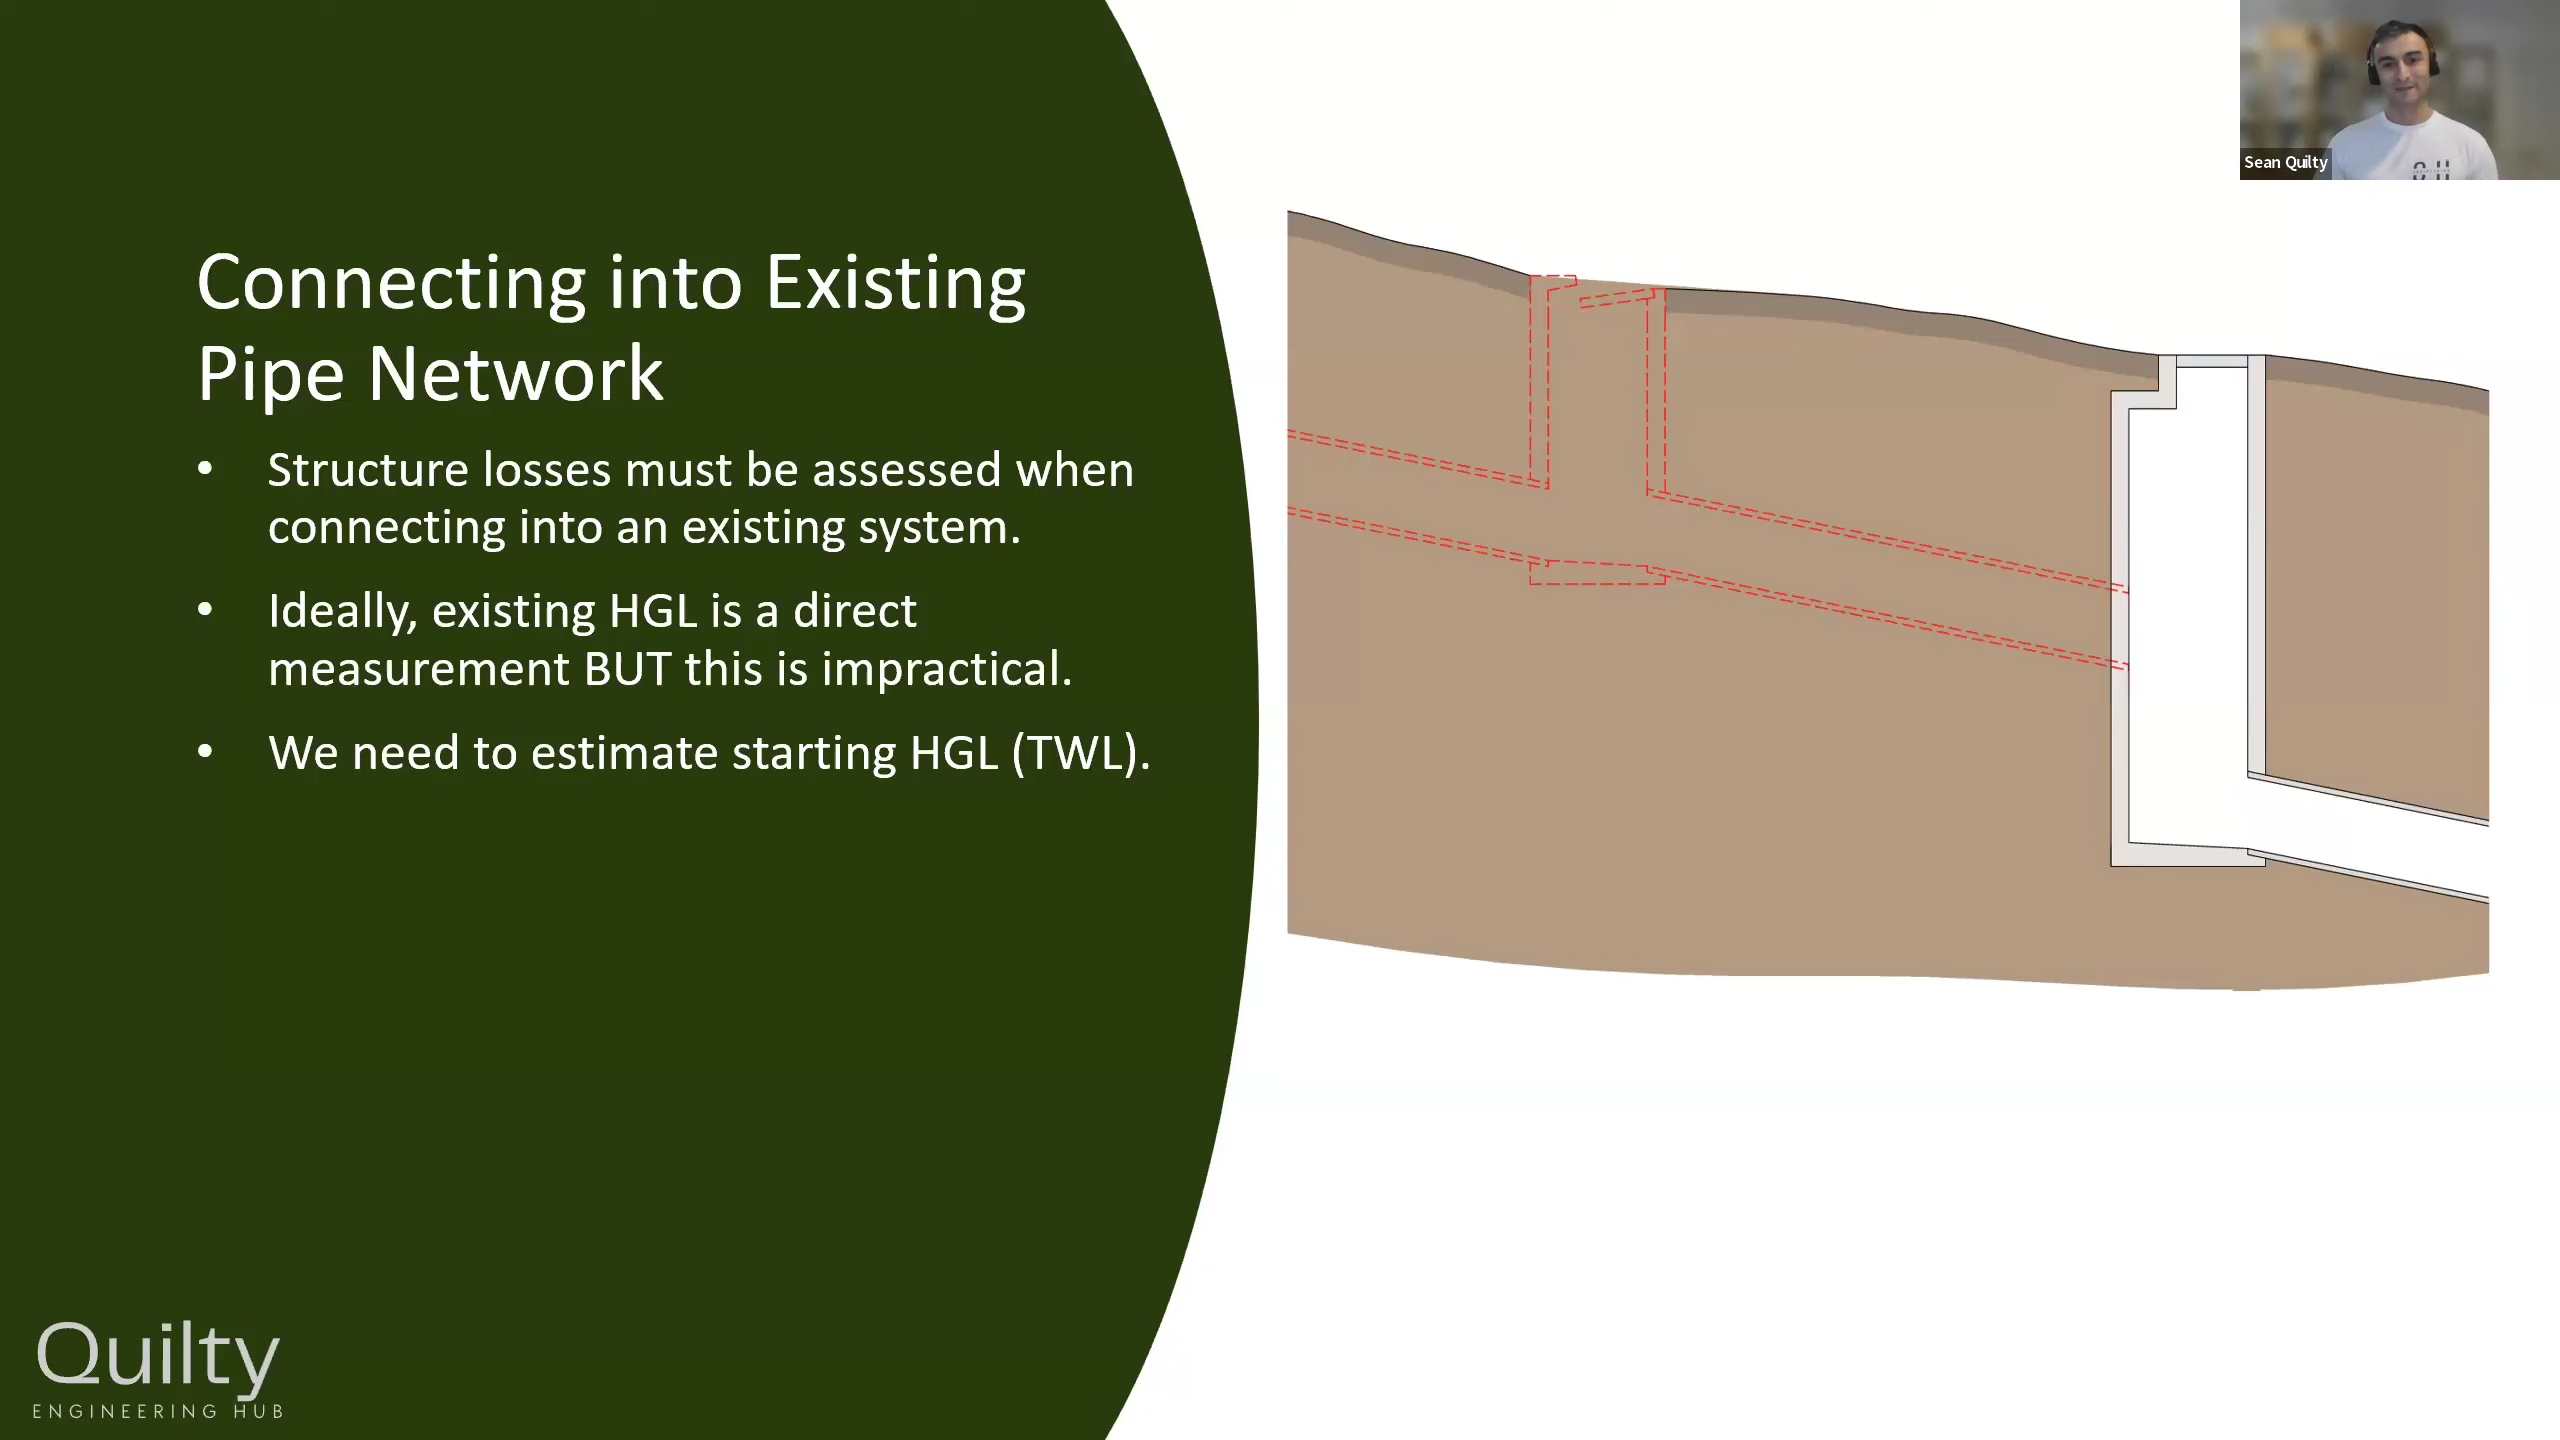 Connecting into Existing
Pipe Network
• Structure losses must be assessed when
connecting into an existing system.
• Ideally, existing HGL is a direct
measurement BUT this is impractical.
• We need to estimate starting HGL (TWL).
Sean Quilty
Quilty
ENGINEERING HUB